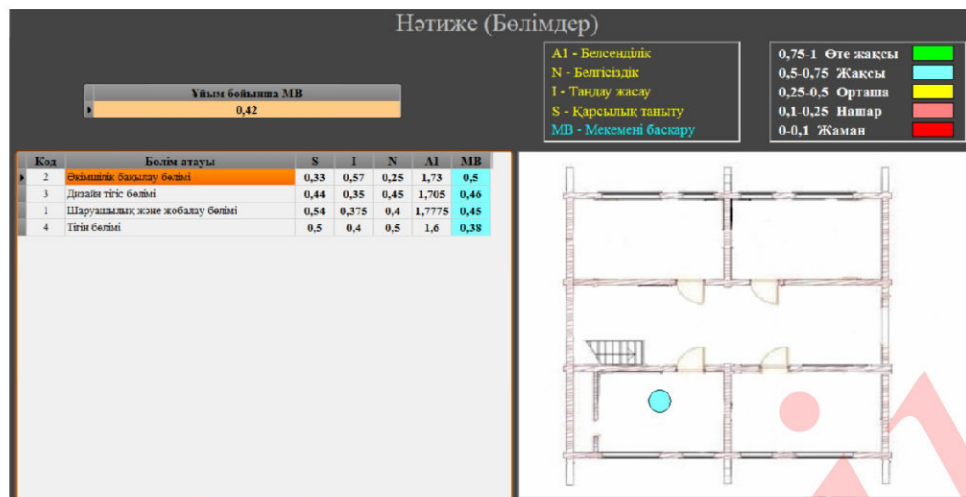 Нәтиже (Бөлімдер)
А1 - Белсенділік
N - Белгісіздік
I - Таңдау жасау
S - Қарсылық таныту
МВ - Мекемені басқару
0,75-1 Өте жақсы
0,5-0,75 Жақсы
0,25-0,5 Орташа
0,1-0,25 Нашар
0-0,1 Жаман
Ұйым бойынша МВ
0,42
Код Бөлім атауы S I N А1 МВ
2 Әкімшілік бақылау бөлімі 0,33 0,57 0,25 1,73 0,5
3 Дизайн тігіс бөлімі 0,44 0,35 0,45 1,705 0,46
1 Шаруашылық және жобалау бөлімі 0,54 0,375 0,4 1,7775 0,45
4 Тігін бөлімі 0,5 0,4 0,5 1,6 0,38